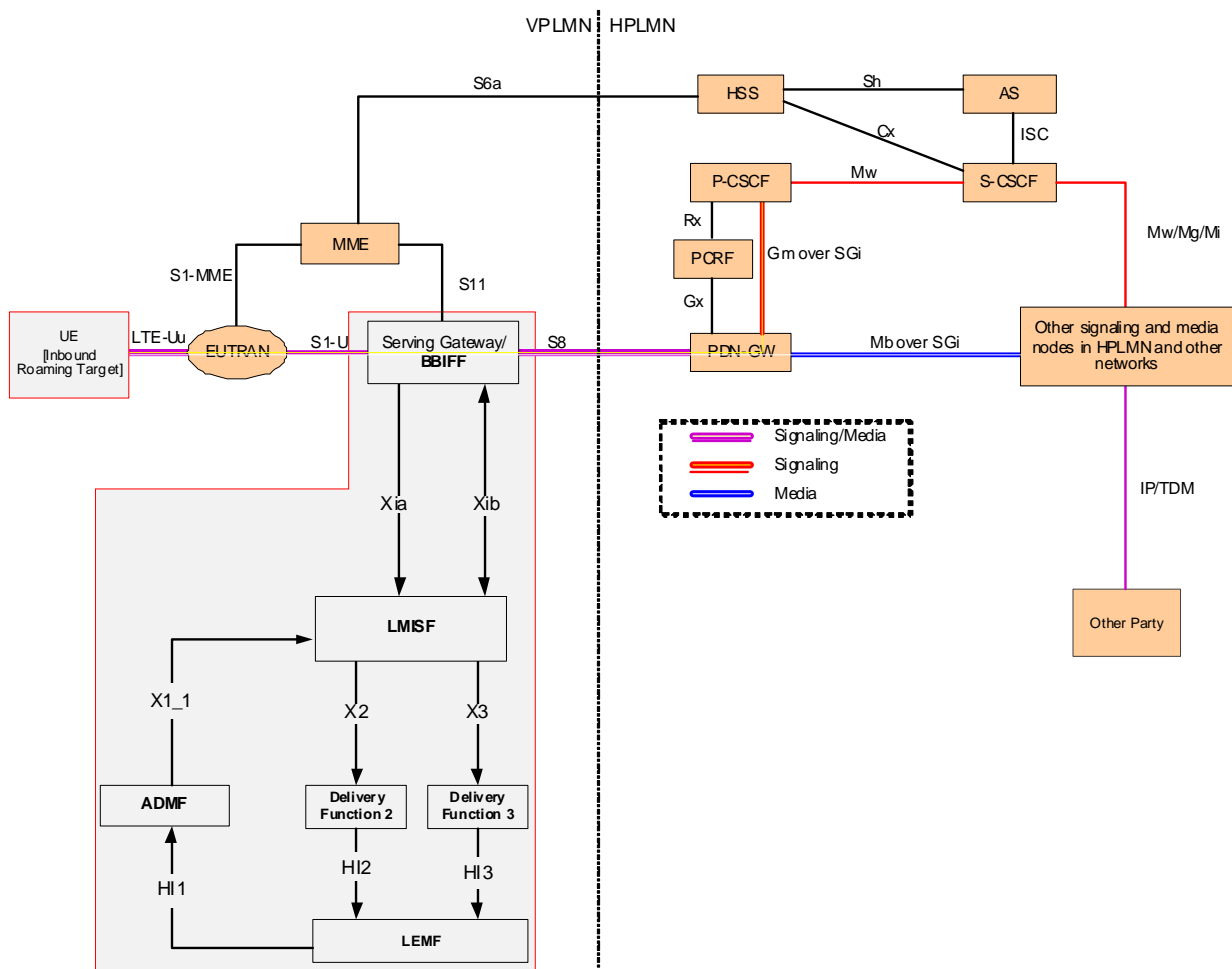 VPLMN
HPLMN
S6a
HSS
Sh
AS
Cx
ISC
P-CSCF
Mw
S-CSCF
Rx
Mw/Mg/Mi
MME
PCRF
Gm over SGi
S1-MME
S11
Gx
UE
[Inbound
Roaming Target]
LTE-Uu
EUTRAN
S1-U
Serving Gateway/
BBIFF
S8
PDN-GW
Mb over SGi
Other signaling and media
nodes in HPLMN and other
networks
Signaling/Media
Signaling
Media
Xia
Xib
IP/TDM
LMISF
Other Party
X1_1
X2
X3
ADMF
Delivery
Function 2
Delivery
Function 3
HI1
HI2
HI3
LEMF